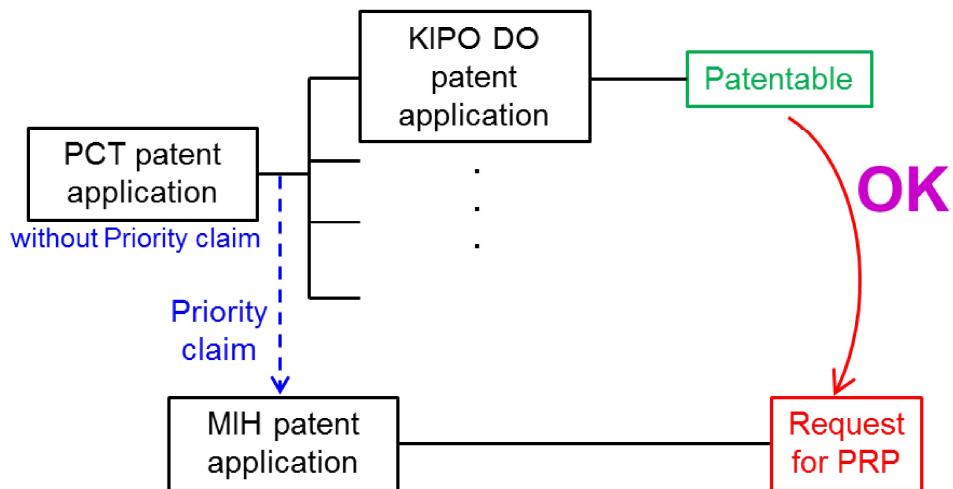 KIPO DO
patent
application
Patentable
PCT patent
application
without Priority claim
OK
Priority
claim
MIH patent
application
Request
for PRP